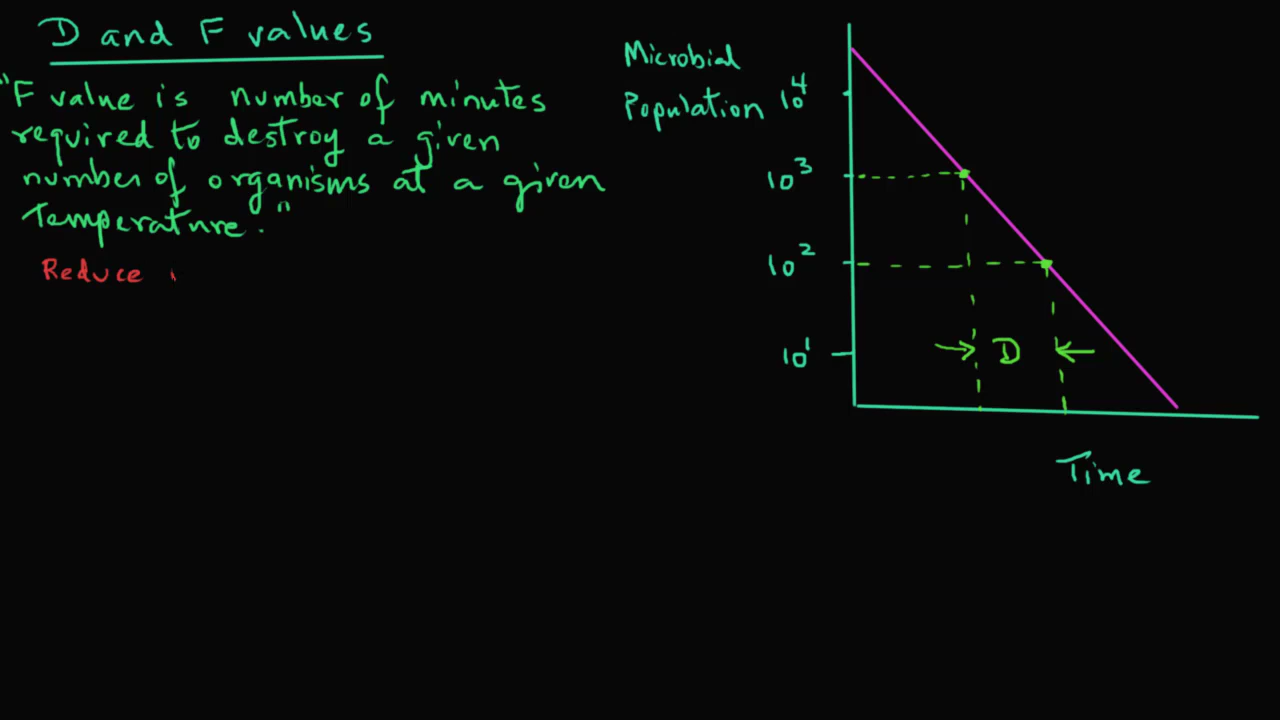 D and F values
"F value is number of minutes
required to destroy a given
number of organisms at a given
Temperature."
Reduce
Microbial
Population
10⁴
10³
10²
10¹
D
Time